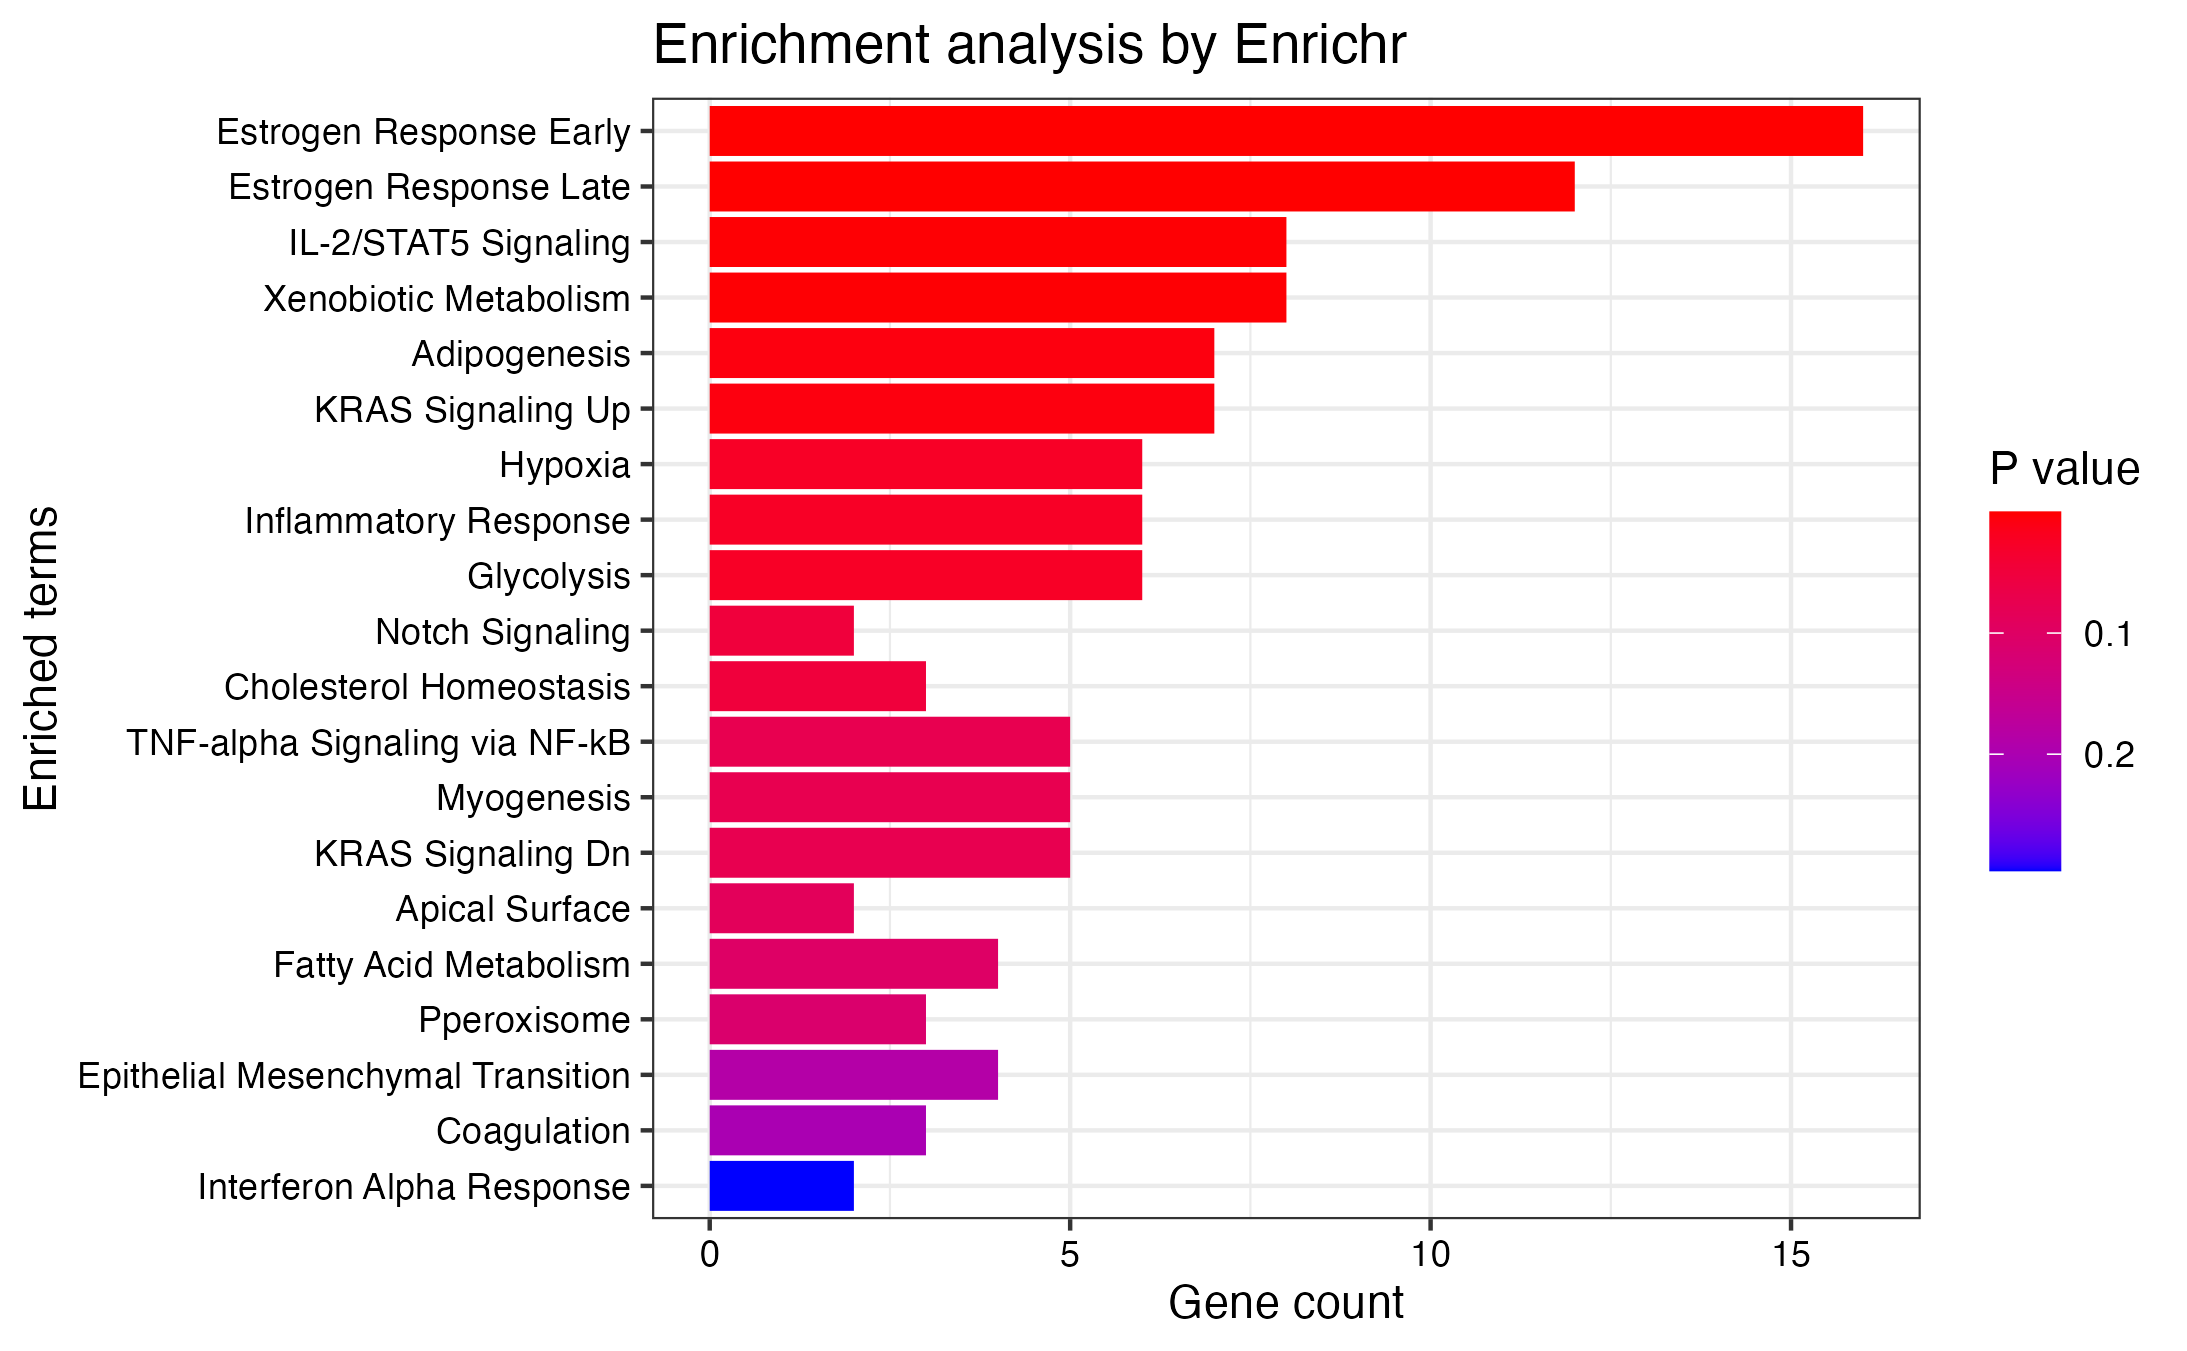 Enrichment analysis by Enrichr
Enriched terms
Estrogen Response Early
Estrogen Response Late
IL-2/STAT5 Signaling
Xenobiotic Metabolism
Adipogenesis
KRAS Signaling Up
Hypoxia
Inflammatory Response
Glycolysis
Notch Signaling
Cholesterol Homeostasis
TNF-alpha Signaling via NF-kB
Myogenesis
KRAS Signaling Dn
Apical Surface
Fatty Acid Metabolism
Pperoxisome
Epithelial Mesenchymal Transition
Coagulation
Interferon Alpha Response
0 5 10 15
Gene count
P value
0.1
0.2